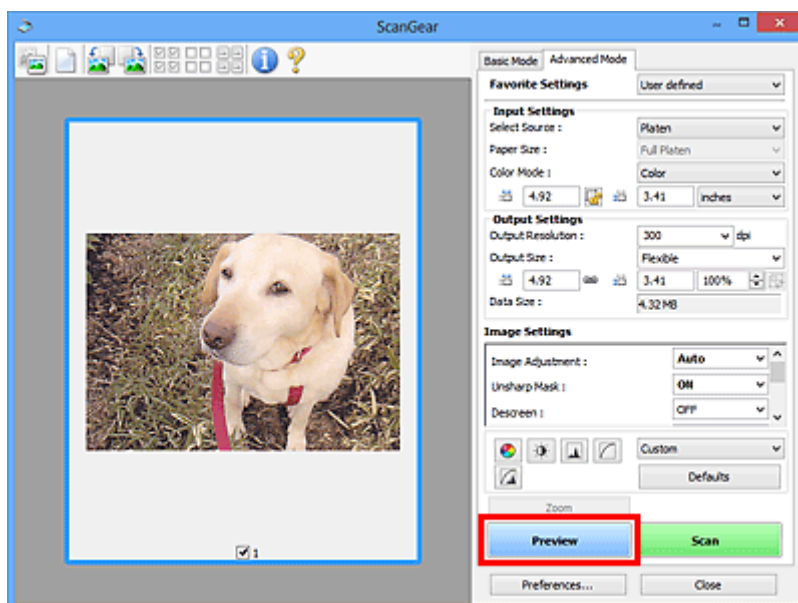 ScanGear
Basic Mode Advanced Mode
Favorite Settings User defined
Input Settings
Select Source : Platen
Paper Size : Full Platen
Color Mode : Color
4.92 3.41 inches
Output Settings
Output Resolution : 300 dpi
Output Size : Flexible
4.92 3.41 100%
Data Size : 4.32 MB
Image Settings
Image Adjustment : Auto
Unsharp Mask : ON
Descreen : OFF
Custom
Defaults
Zoom
Preview Scan
1
Preferences... Close